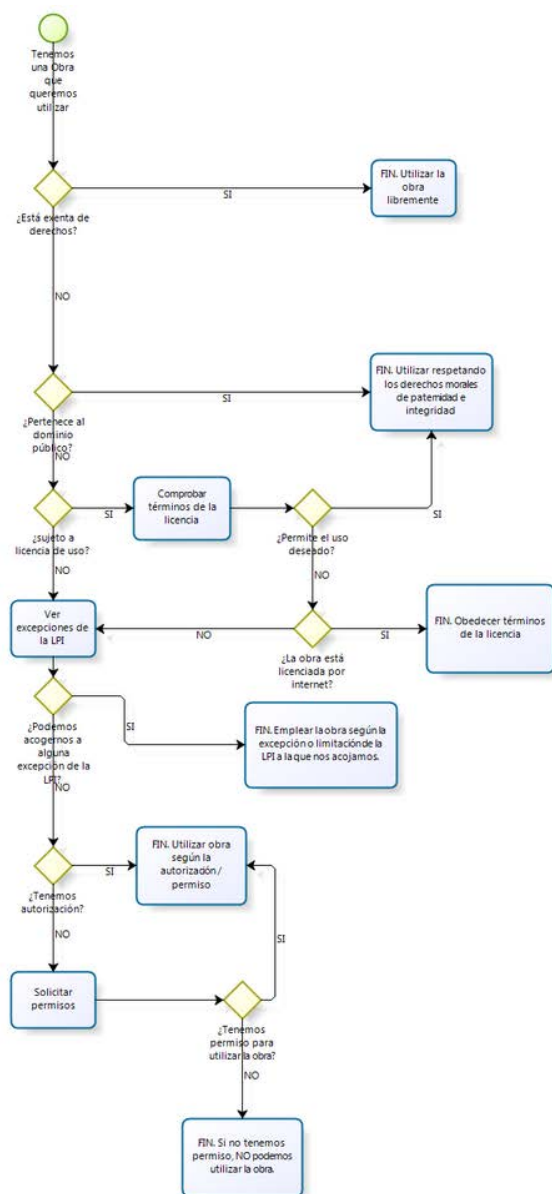 Tenemos
una Obra
que
queremos
utilizar
¿Está exenta de
derechos?
SI
FIN. Utilizar la
obra
libremente
NO
¿Pertenece al
dominio
público?
SI
FIN. Utilizar respetando
los derechos morales
de paternidad e
integridad
NO
¿sujeto a
licencia de uso?
SI
Comprobar
términos de la
licencia
¿Permite el uso
deseado?
SI
NO
NO
Ver
excepciones de
la LPI
NO
¿La obra está
licenciada por
internet?
SI
FIN. Obedecer términos
de la licencia
¿Podemos
acogernos a
alguna
excepción de la
LPI?
SI
FIN. Emplear la obra según la
excepción o limitaciónde la
LPI a la que nos acojamos.
NO
¿Tenemos
autorización?
SI
FIN. Utilizar obra
según la
autorización /
permiso
NO
Solicitar
permisos
¿Tenemos
permiso para
utilizar la obra?
SI
NO
FIN. Si no tenemos
permiso, NO podemos
utilizar la obra.